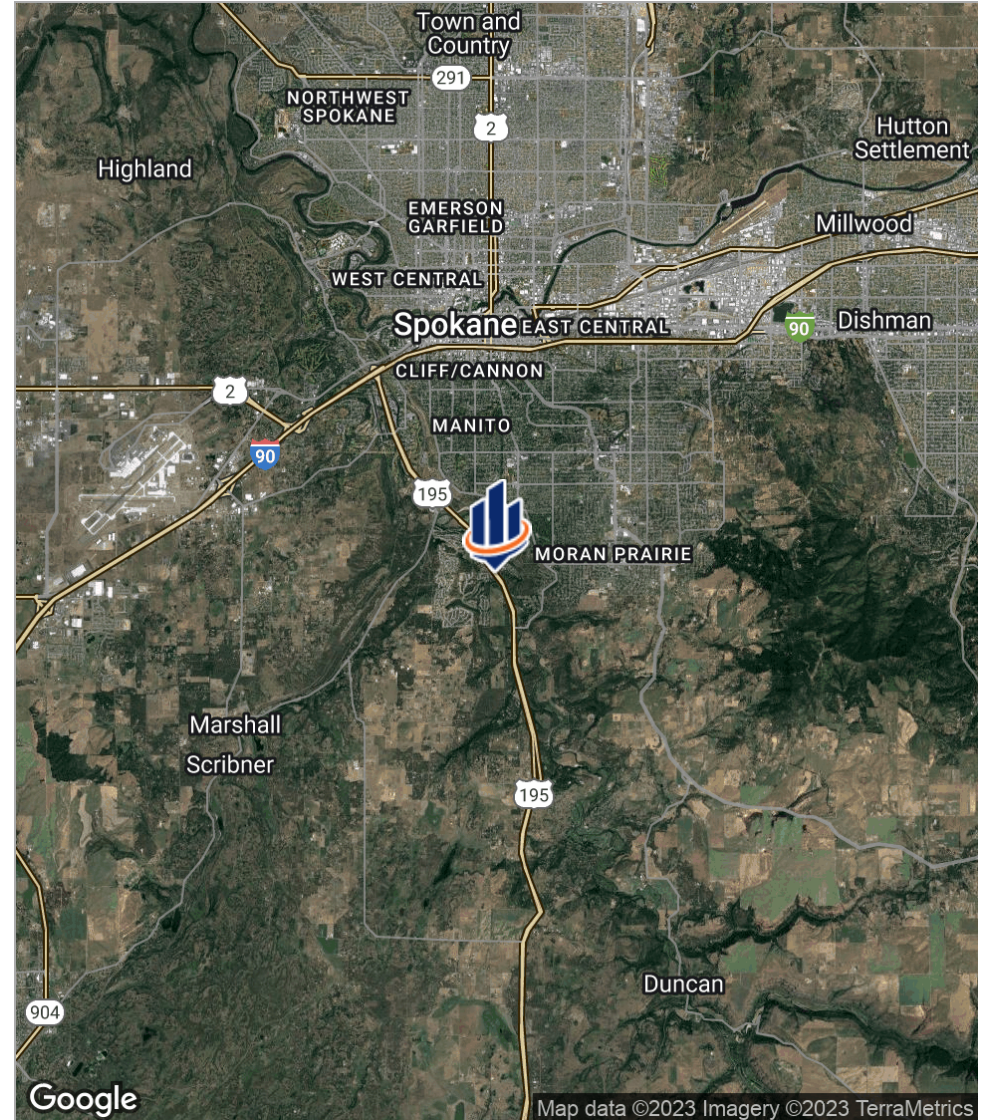 Town and
Country
291
NORTHWEST
SPOKANE
2
Hutton
Settlement
Highland
EMERSON
GARFIELD
Millwood
WEST CENTRAL
Spokane
EAST CENTRAL
90
Dishman
CLIFF/CANNON
2
MANITO
90
195
MORAN PRAIRIE
Marshall
Scribner
195
Duncan
904
Google
Map data ©2023 Imagery ©2023 TerraMetrics